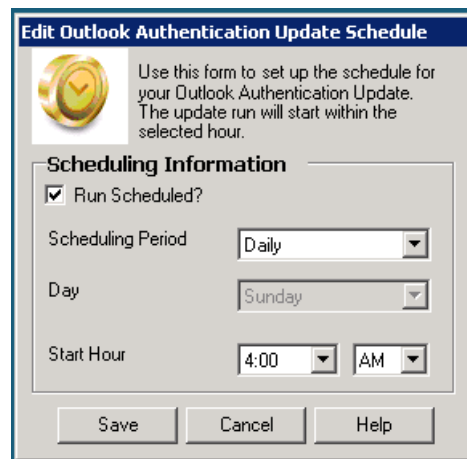 Edit Outlook Authentication Update Schedule
Use this form to set up the schedule for
your Outlook Authentication Update.
The update run will start within the
selected hour.
Scheduling Information
Run Scheduled?
Scheduling Period Daily
Day Sunday
Start Hour 4:00 AM
Save Cancel Help